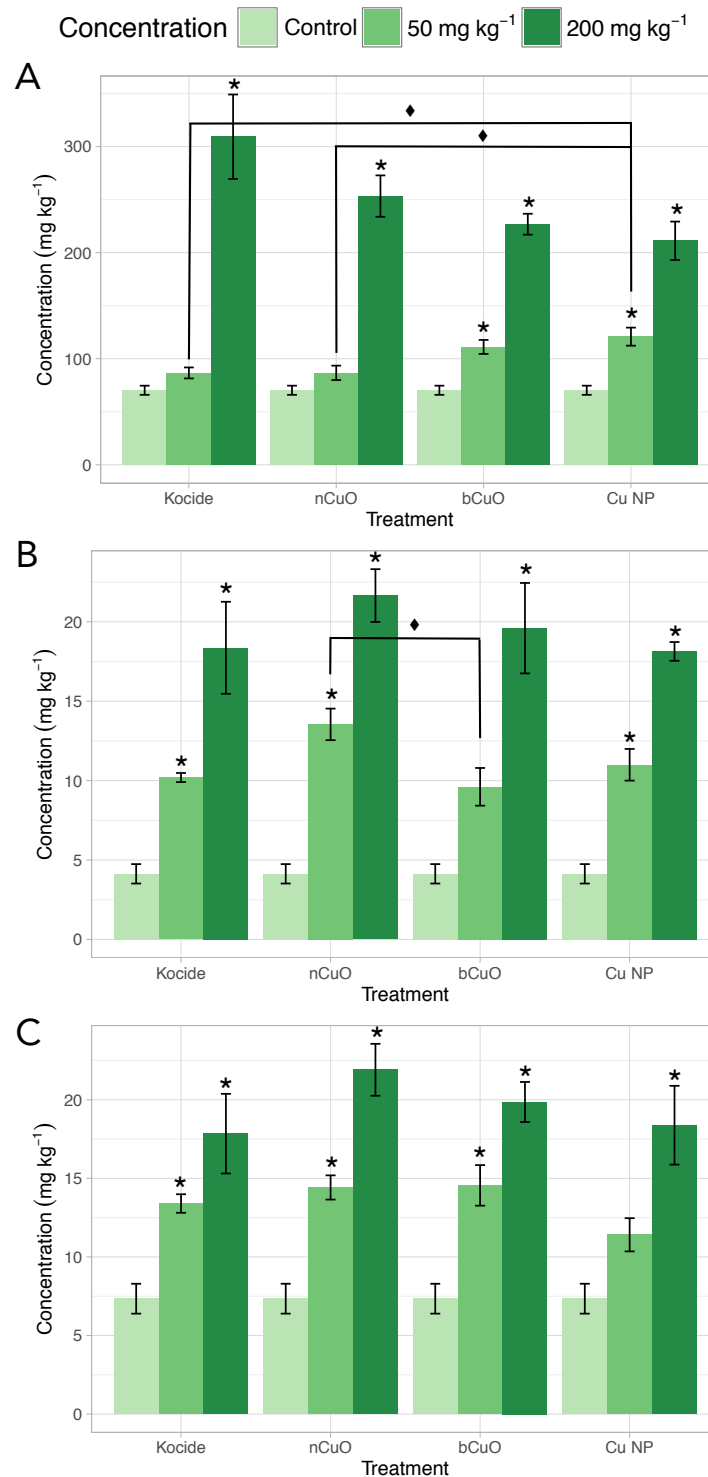 Concentration Control 50 mg kg⁻¹ 200 mg kg⁻¹
A
Concentration (mg kg⁻¹)
300
200
100
0
* * * *
* *
♦
♦
Kocide nCuO bCuO Cu NP
Treatment
B
Concentration (mg kg⁻¹)
20
15
10
5
0
* * * *
* * *
♦
Kocide nCuO bCuO Cu NP
Treatment
C
Concentration (mg kg⁻¹)
20
15
10
5
0
* * * *
* * *
Kocide nCuO bCuO Cu NP
Treatment